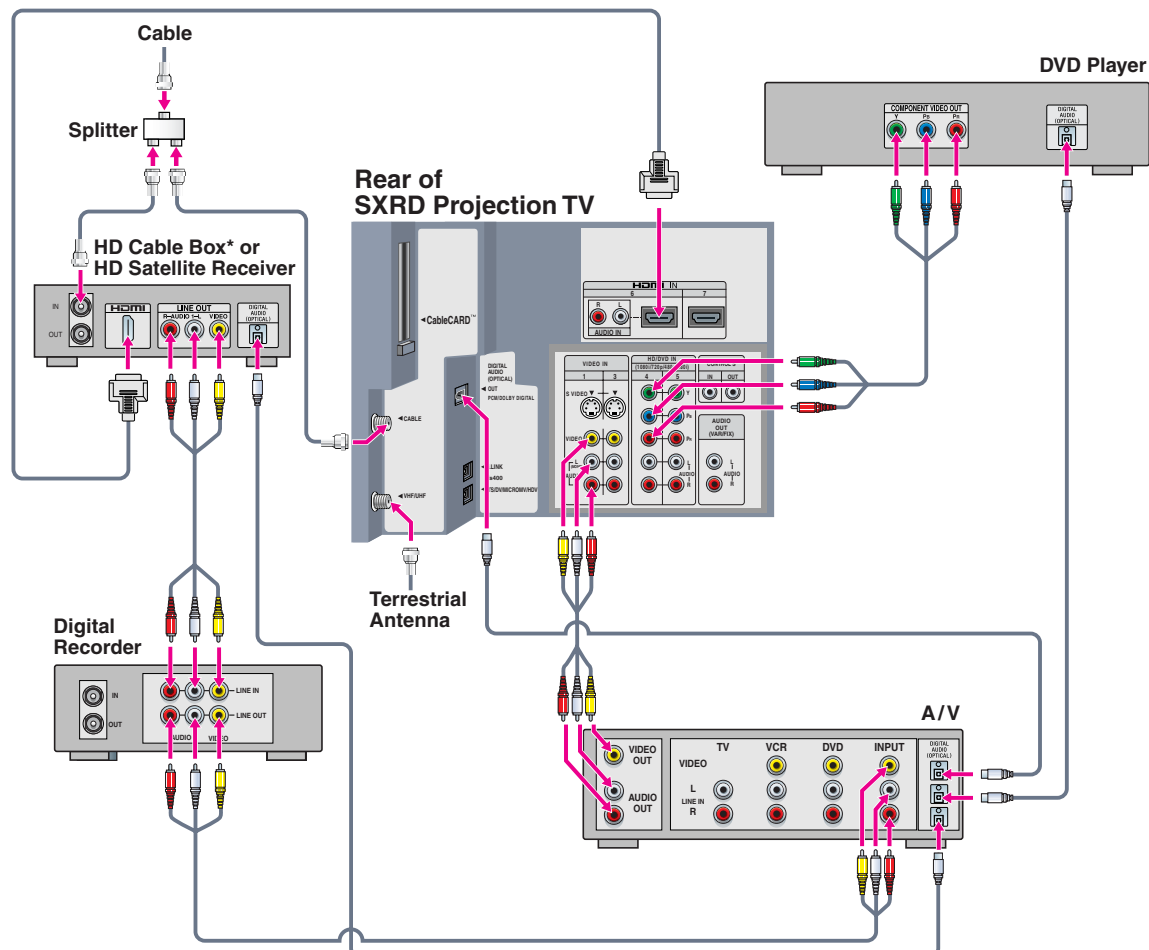 Cable
Splitter
DVD Player
COMPONENT VIDEO OUT
Y PB PR
DIGITAL
AUDIO
(OPTICAL)
Rear of
SXRD Projection TV
HD Cable Box* or
HD Satellite Receiver
IN
OUT
HDMI
LINE OUT
R–AUDIO 1–L VIDEO
DIGITAL
AUDIO
(OPTICAL)
CableCARD™
HDMI IN
6 7
R L
AUDIO IN
DIGITAL
AUDIO
(OPTICAL)
OUT
PCM/DOLBY DIGITAL
CABLE
VHF/UHF
VIDEO IN
1 3
S VIDEO
VIDEO
L
HD/DVD IN
4 5
Y
PB
PR
L
AUDIO
R
IN OUT
AUDIO
OUT
(VAR/FIX)
L
AUDIO
R
Terrestrial
Antenna
Digital
Recorder
IN
OUT
LINE IN
LINE OUT
AUDIO VIDEO
A/V
VIDEO
OUT
AUDIO
OUT
TV VCR DVD INPUT
VIDEO
L
LINE IN
R
DIGITAL
AUDIO
(OPTICAL)